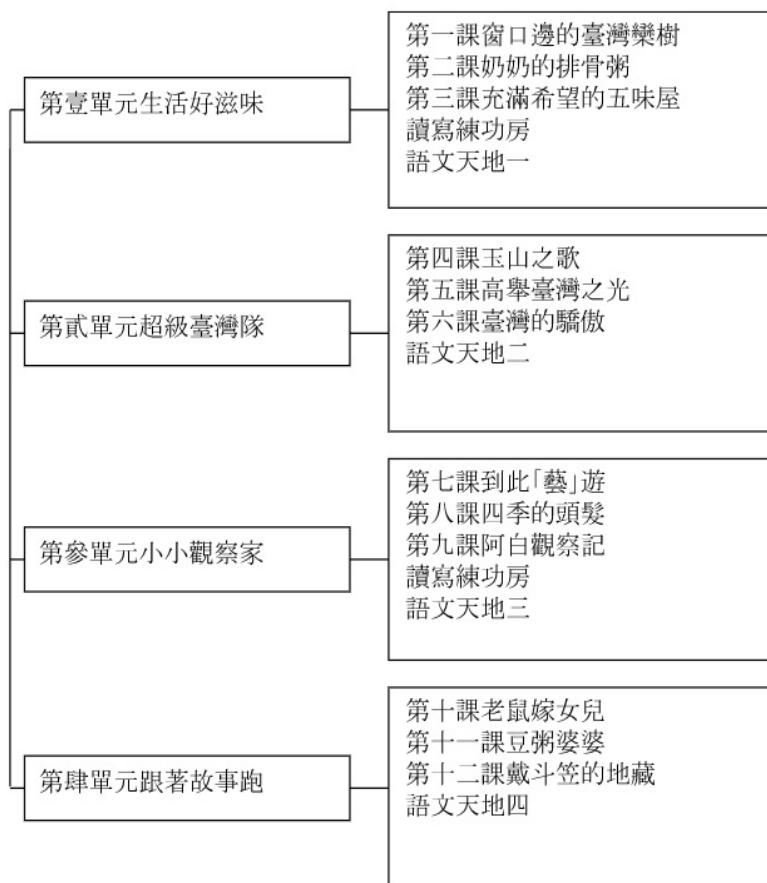 第壹單元生活好滋味
第一課窗口邊的臺灣欒樹
第二課奶奶的排骨粥
第三課充滿希望的五味屋
讀寫練功房
語文天地一
第貳單元超級臺灣隊
第四課玉山之歌
第五課高舉臺灣之光
第六課臺灣的驕傲
語文天地二
第參單元小小觀察家
第七課到此「藝」遊
第八課四季的頭髮
第九課阿白觀察記
讀寫練功房
語文天地三
第肆單元跟著故事跑
第十課老鼠嫁女兒
第十一課豆粥婆婆
第十二課戴斗笠的地藏
語文天地四